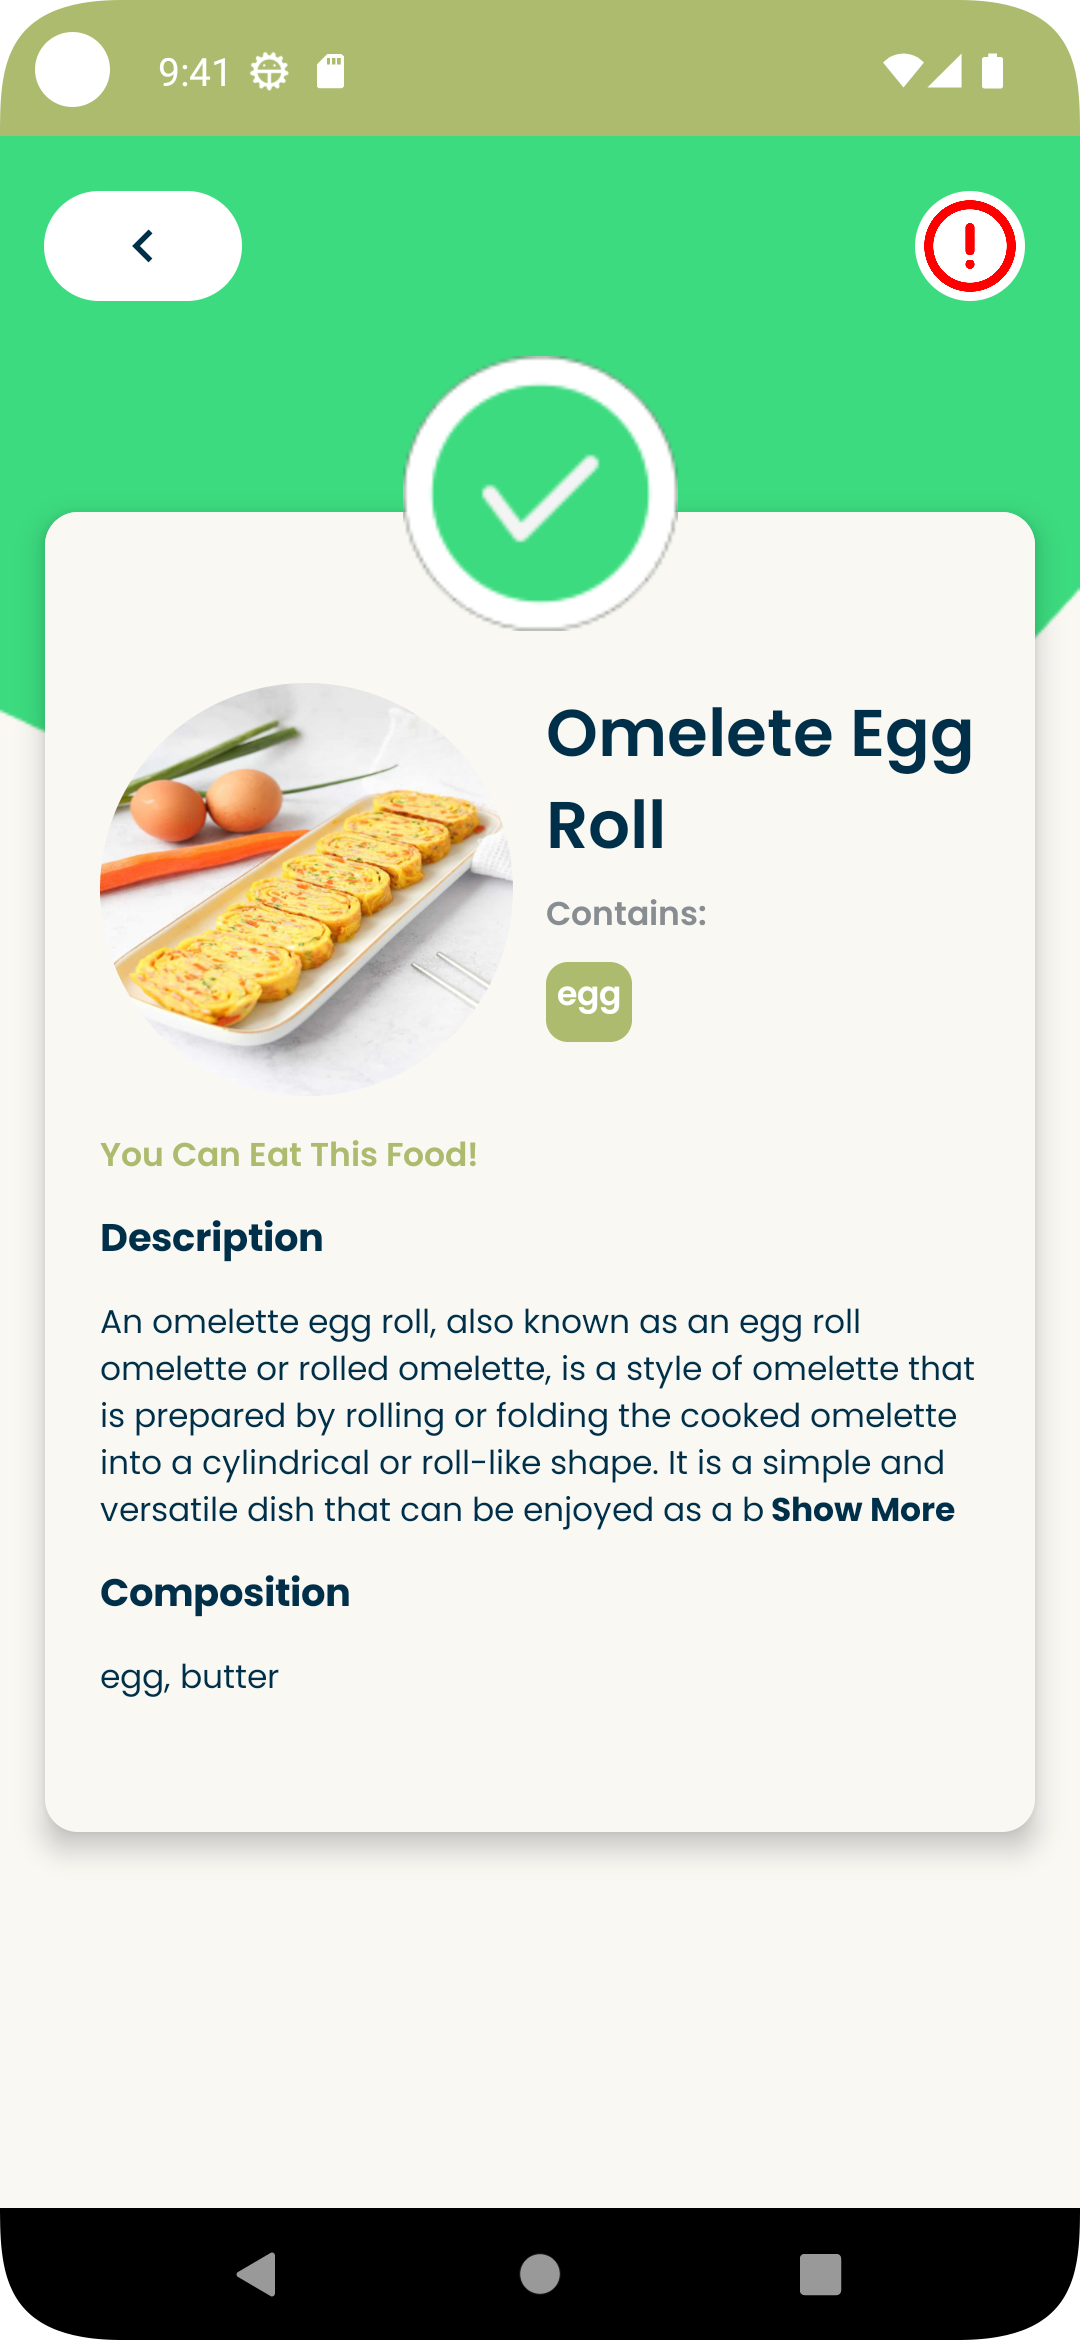 9:41
Omelete Egg
Roll
Contains:
egg
You Can Eat This Food!
Description
An omelette egg roll, also known as an egg roll
omelette or rolled omelette, is a style of omelette that
is prepared by rolling or folding the cooked omelette
into a cylindrical or roll-like shape. It is a simple and
versatile dish that can be enjoyed as a b Show More
Composition
egg, butter